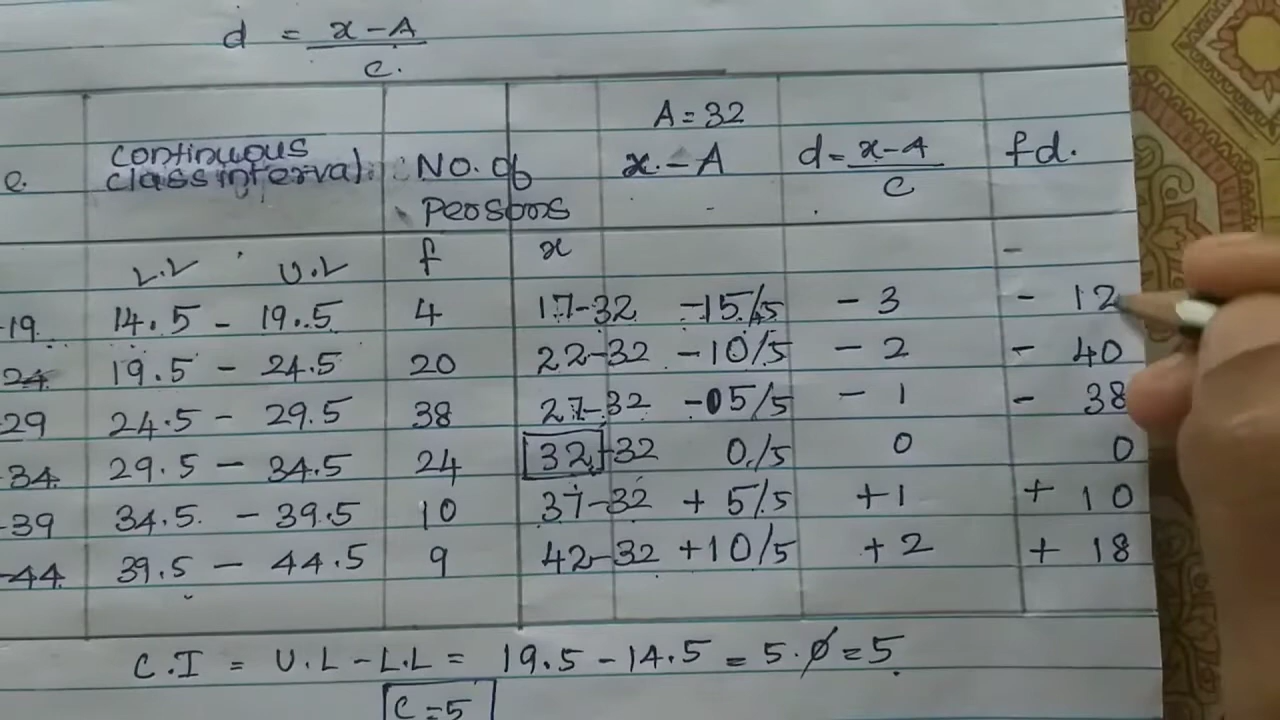 d = x - A
c.
A = 32
e. continuous class interval: No. of persons x - A d = x - A / c fd.
L.L U.L f x -
-19. 14.5 - 19.5 4 17-32 -15/5 - 3 - 12
24 19.5 - 24.5 20 22-32 -10/5 - 2 - 40
-29 24.5 - 29.5 38 27-32 -05/5 - 1 - 38
-34. 29.5 - 34.5 24 32-32 0/5 0 0
-39 34.5. - 39.5 10 37-32 + 5/5 +1 + 10
-44. 39.5 - 44.5 9 42-32 +10/5 +2 + 18
C.I = U.L - L.L = 19.5 - 14.5 = 5.0 = 5.
C = 5